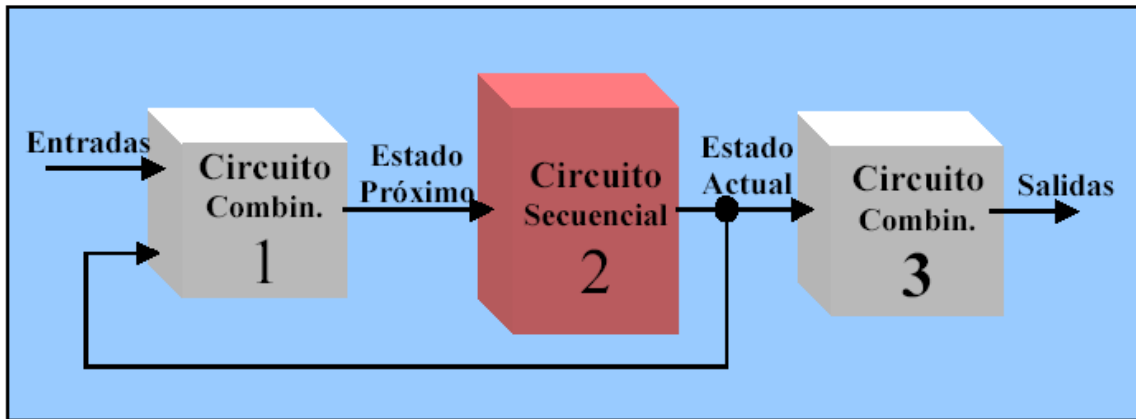 Entradas
Circuito
Combin.
1
Estado
Próximo
Circuito
Secuencial
2
Estado
Actual
Circuito
Combin.
3
Salidas